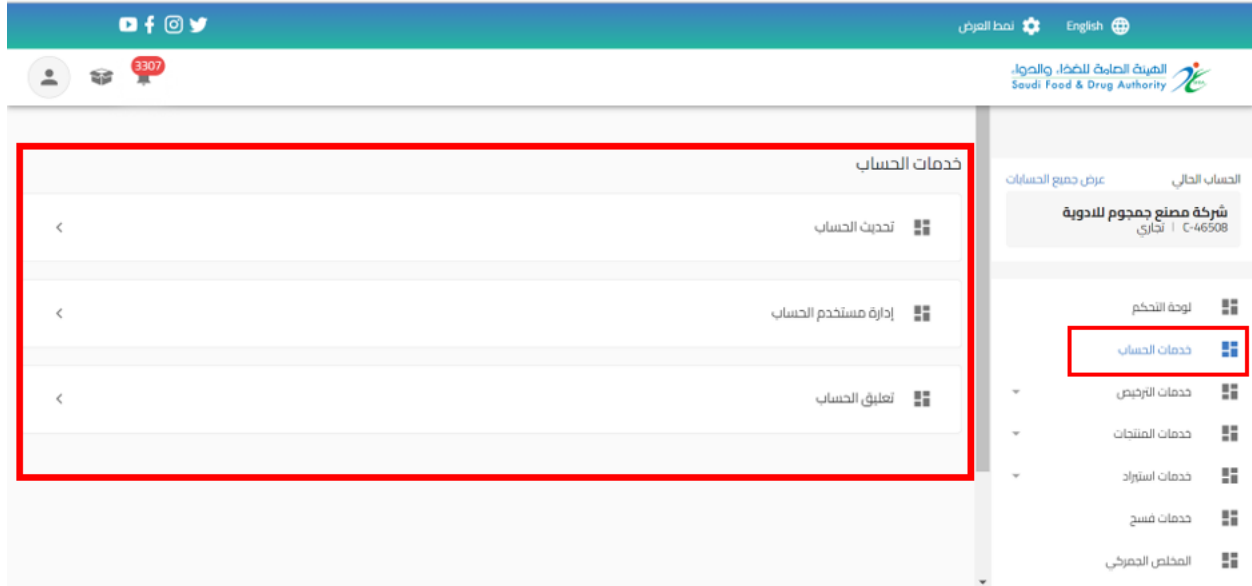 English
نمط العرض
الهيئة العامة للغذاء والدواء
Saudi Food & Drug Authority
3307
الحساب الحالي
عرض جميع الحسابات
شركة مصنع جمجوم للادوية
C-46508 | تجاري
لوحة التحكم
خدمات الحساب
خدمات الترخيص
خدمات المنتجات
خدمات استيراد
خدمات فسح
المخلص الجمركي
خدمات الحساب
تحديث الحساب
إدارة مستخدم الحساب
تعليق الحساب